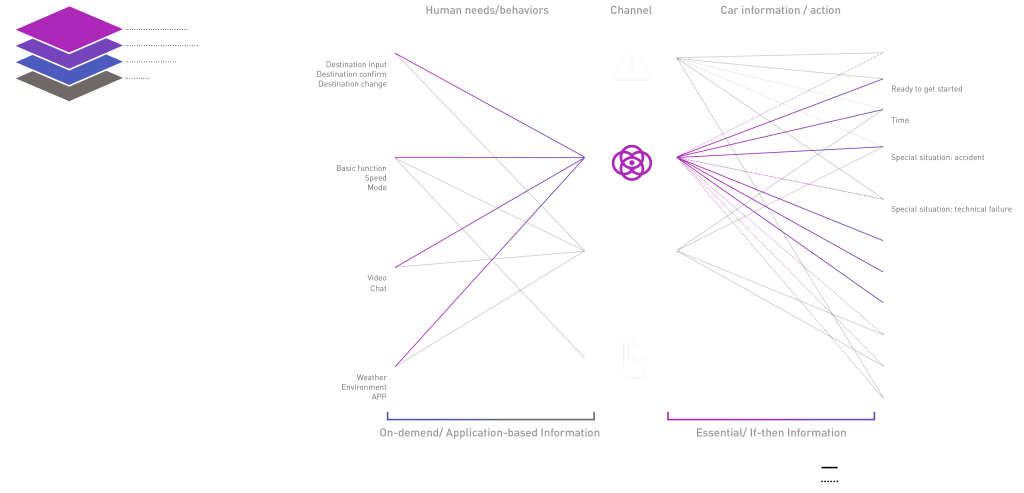 Human needs/behaviors
Channel
Car information / action
Destination input
Destination confirm
Destination change
Ready to get started
Time
Basic function
Speed
Mode
Special situation: accident
Special situation: technical failure
Video
Chat
Weather
Environment
APP
On-demand/ Application-based Information
Essential/ If-then Information